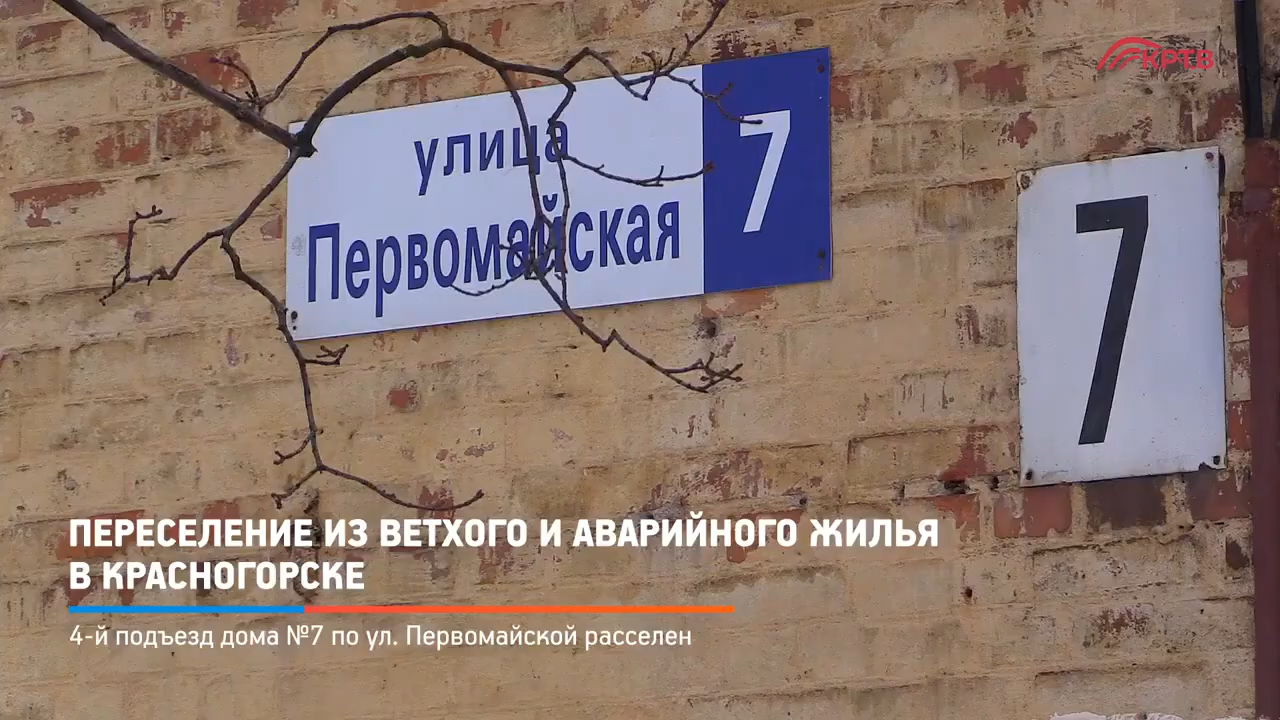 КРТВ
улица
Первомайская
7
7
ПЕРЕСЕЛЕНИЕ ИЗ ВЕТХОГО И АВАРИЙНОГО ЖИЛЬЯ
В КРАСНОГОРСКЕ
4-й подъезд дома №7 по ул. Первомайской расселен